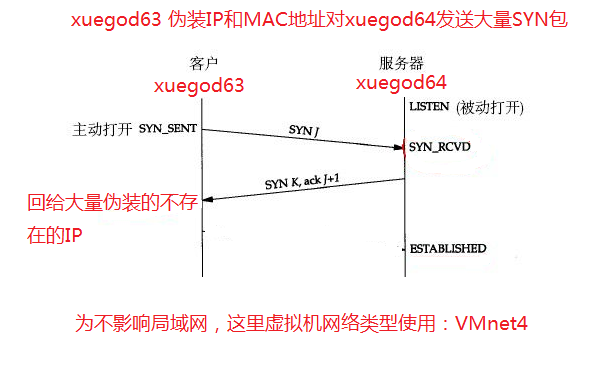 xuegod63 伪装IP和MAC地址对xuegod64发送大量SYN包
客户
服务器
xuegod63
xuegod64
LISTEN (被动打开)
主动打开 SYN_SENT
SYN J
SYN_RCVD
SYN K, ack J+1
回给大量伪装的不存
在的IP
ESTABLISHED
为不影响局域网，这里虚拟机网络类型使用：VMnet4